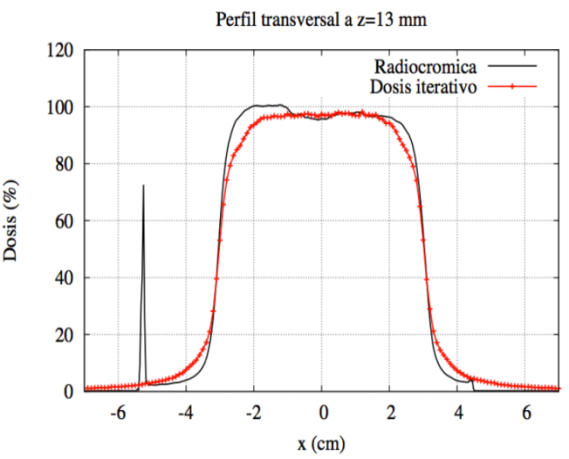 Perfil transversal a z=13 mm
120
Radiocromica
Dosis iterativo
100
80
60
40
20
0
Dosis (%)
-6 -4 -2 0 2 4 6
x (cm)